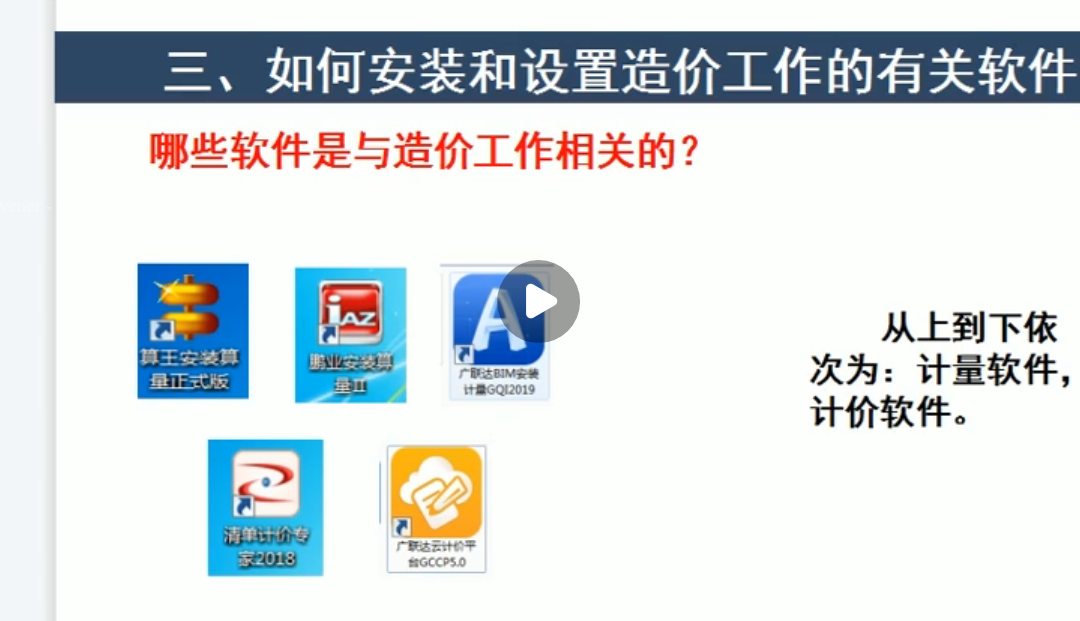 三、如何安装和设置造价工作的有关软件
哪些软件是与造价工作相关的?
算王安装算
量正式版
iAZ
鹏业安装算
量II
A
广联达BIM安装
计量GQI2019
从上到下依
次为：计量软件，
计价软件。
清单计价专
家2018
广联达云计价平
台GCCP5.0